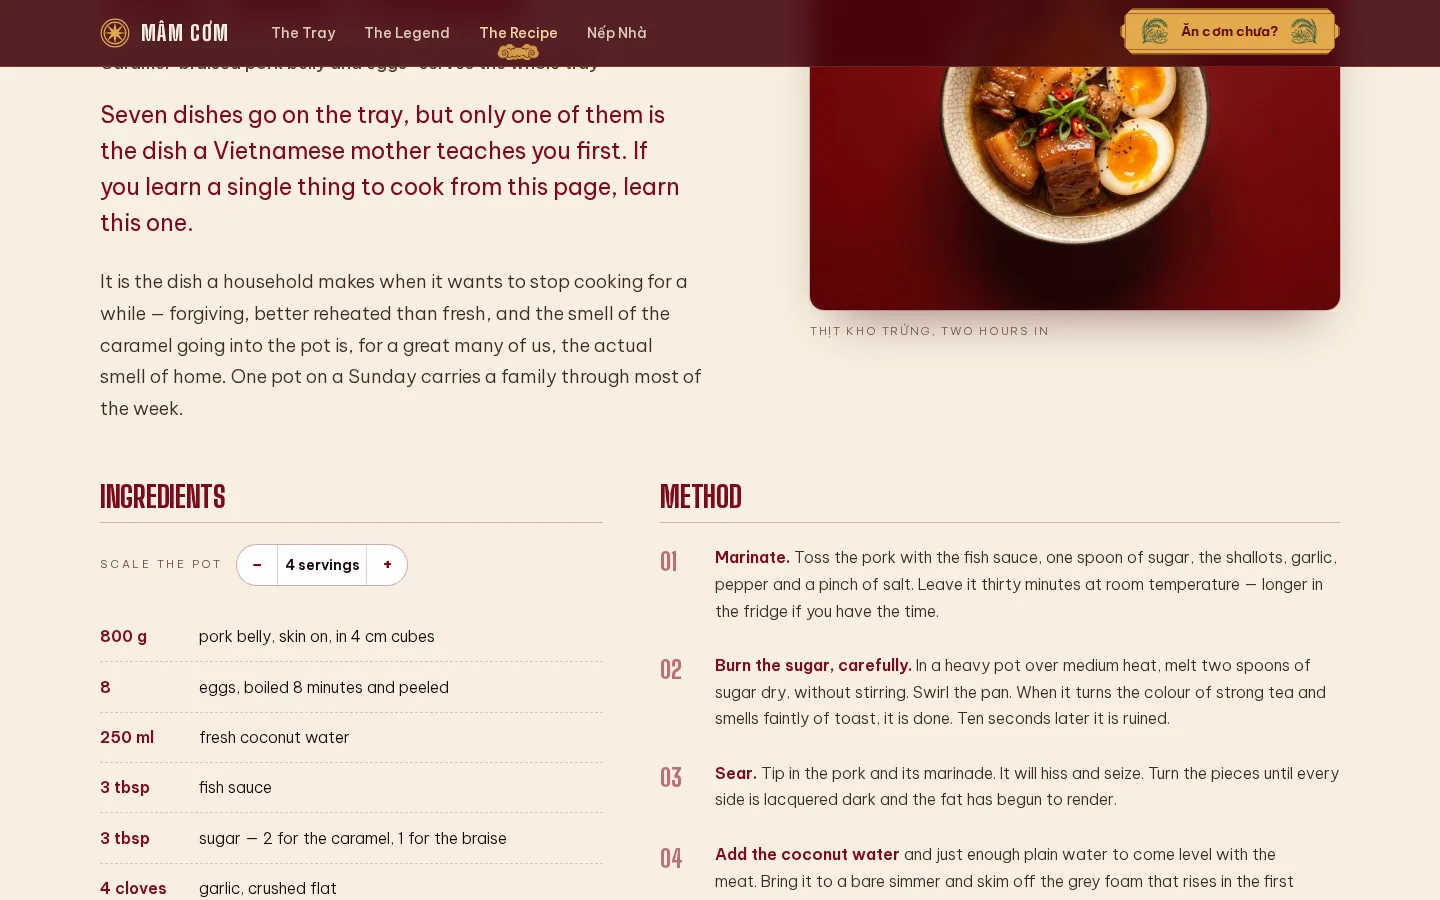 MÂM CƠM
The Tray
The Legend
The Recipe
Nếp Nhà
Ăn cơm chưa?
Caramel-braised pork belly and eggs · serves the whole tray
Seven dishes go on the tray, but only one of them is
the dish a Vietnamese mother teaches you first. If
you learn a single thing to cook from this page, learn
this one.
It is the dish a household makes when it wants to stop cooking for a
while — forgiving, better reheated than fresh, and the smell of the
caramel going into the pot is, for a great many of us, the actual
smell of home. One pot on a Sunday carries a family through most of
the week.
THỊT KHO TRỨNG, TWO HOURS IN
INGREDIENTS
SCALE THE POT
– 4 servings +
800 g pork belly, skin on, in 4 cm cubes
8 eggs, boiled 8 minutes and peeled
250 ml fresh coconut water
3 tbsp fish sauce
3 tbsp sugar — 2 for the caramel, 1 for the braise
4 cloves garlic, crushed flat
METHOD
01 Marinate. Toss the pork with the fish sauce, one spoon of sugar, the shallots, garlic,
pepper and a pinch of salt. Leave it thirty minutes at room temperature — longer in
the fridge if you have the time.
02 Burn the sugar, carefully. In a heavy pot over medium heat, melt two spoons of
sugar dry, without stirring. Swirl the pan. When it turns the colour of strong tea and
smells faintly of toast, it is done. Ten seconds later it is ruined.
03 Sear. Tip in the pork and its marinade. It will hiss and seize. Turn the pieces until every
side is lacquered dark and the fat has begun to render.
04 Add the coconut water and just enough plain water to come level with the
meat. Bring it to a bare simmer and skim off the grey foam that rises in the first